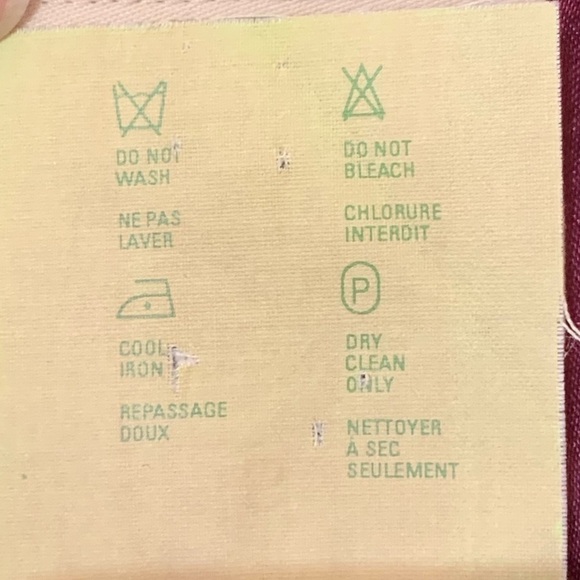 DO NOT
WASH
NE PAS
LAVER
COOL
IRON
REPASSAGE
DOUX
DO NOT
BLEACH
CHLORURE
INTERDIT
P
DRY
CLEAN
ONLY
NETTOYER
À SEC
SEULEMENT